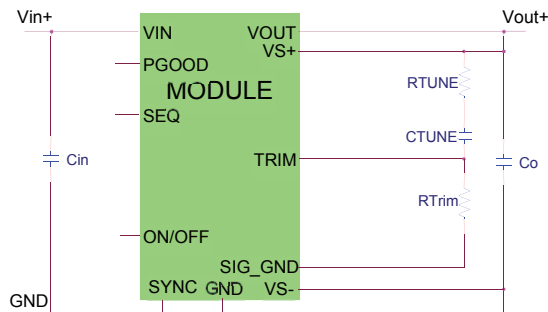 Vin+
Vout+
VIN
VOUT
VS+
PGOOD
RTUNE
MODULE
SEQ
CTUNE
Cin
TRIM
Co
RTrim
ON/OFF
SIG_GND
SYNC
GND
VS-
GND